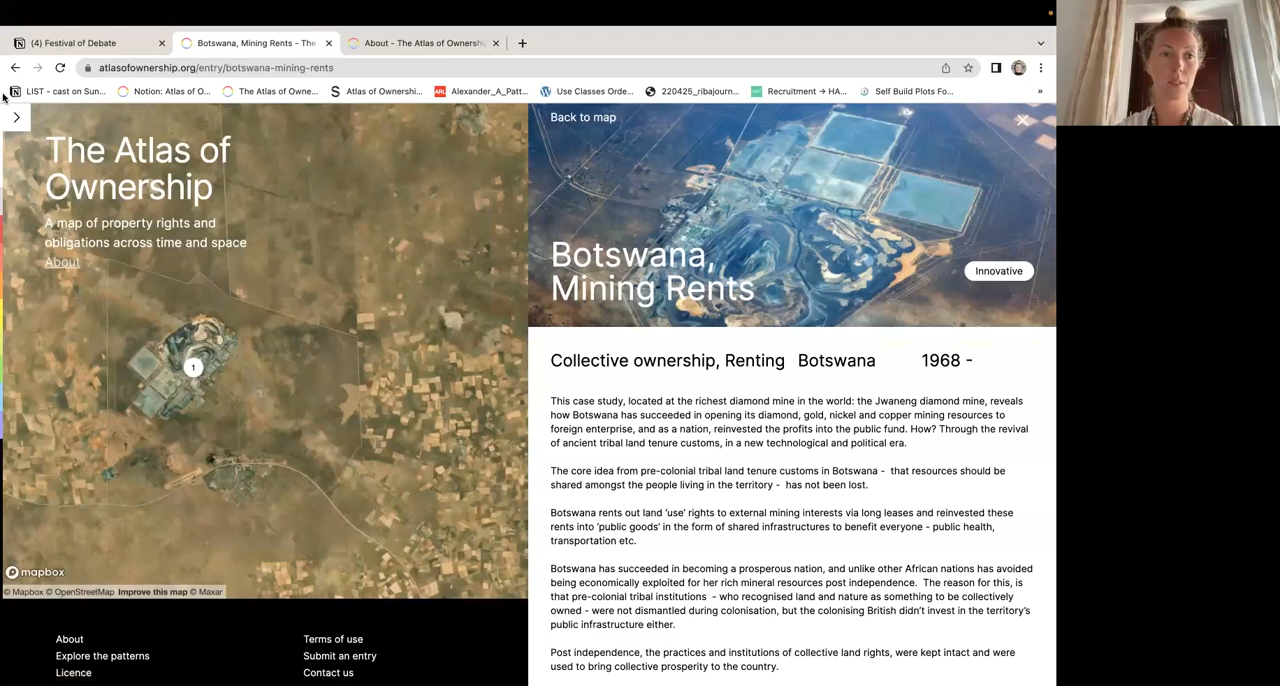 (4) Festival of Debate
Botswana, Mining Rents - The
About - The Atlas of Ownershi
atlasofownership.org/entry/botswana-mining-rents
LIST - cast on Sun...
Notion: Atlas of O...
The Atlas of Owne...
Atlas of Ownershi...
Alexander_A_Patt...
Use Classes Orde...
220425_ribajourn...
Recruitment → HA...
Self Build Plots Fo...
»
The Atlas of
Ownership
A map of property rights and
obligations across time and space
About
1
mapbox
© Mapbox © OpenStreetMap Improve this map © Maxar
Back to map
Botswana,
Mining Rents
Innovative
Collective ownership, Renting Botswana 1968 -
This case study, located at the richest diamond mine in the world: the Jwaneng diamond mine, reveals
how Botswana has succeeded in opening its diamond, gold, nickel and copper mining resources to
foreign enterprise, and as a nation, reinvested the profits into the public fund. How? Through the revival
of ancient tribal land tenure customs, in a new technological and political era.
The core idea from pre-colonial tribal land tenure customs in Botswana - that resources should be
shared amongst the people living in the territory - has not been lost.
Botswana rents out land 'use' rights to external mining interests via long leases and reinvested these
rents into 'public goods' in the form of shared infrastructures to benefit everyone - public health,
transportation etc.
Botswana has succeeded in becoming a prosperous nation, and unlike other African nations has avoided
being economically exploited for her rich mineral resources post independence. The reason for this, is
that pre-colonial tribal institutions - who recognised land and nature as something to be collectively
owned - were not dismantled during colonisation, but the colonising British didn't invest in the territory's
public infrastructure either.
Post independence, the practices and institutions of collective land rights, were kept intact and were
used to bring collective prosperity to the country.
About
Explore the patterns
Licence
Terms of use
Submit an entry
Contact us